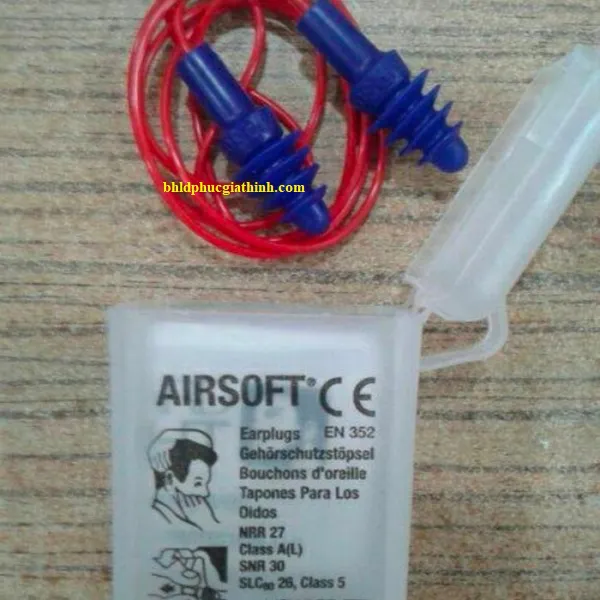 bhldphucgiathinh.com
AIRSOFT® CE
Earplugs EN 352
Gehörschutzstöpsel
Bouchons d'oreille
Tapones Para Los
Oidos
NRR 27
Class A(L)
SNR 30
SLC80 26, Class 5